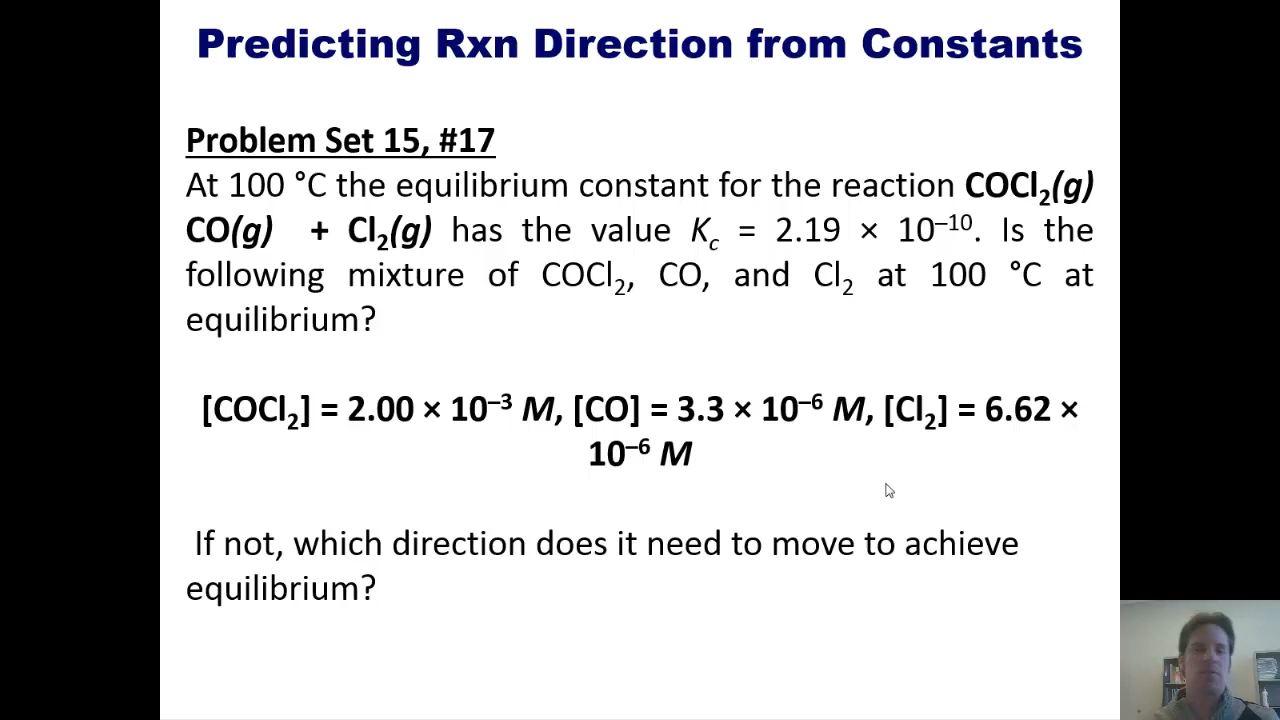 Predicting Rxn Direction from Constants
Problem Set 15, #17
At 100 °C the equilibrium constant for the reaction COCl₂(g)
CO(g) + Cl₂(g) has the value Kc = 2.19 × 10⁻¹⁰. Is the
following mixture of COCl₂, CO, and Cl₂ at 100 °C at
equilibrium?
[COCl₂] = 2.00 × 10⁻³ M, [CO] = 3.3 × 10⁻⁶ M, [Cl₂] = 6.62 ×
10⁻⁶ M
If not, which direction does it need to move to achieve
equilibrium?